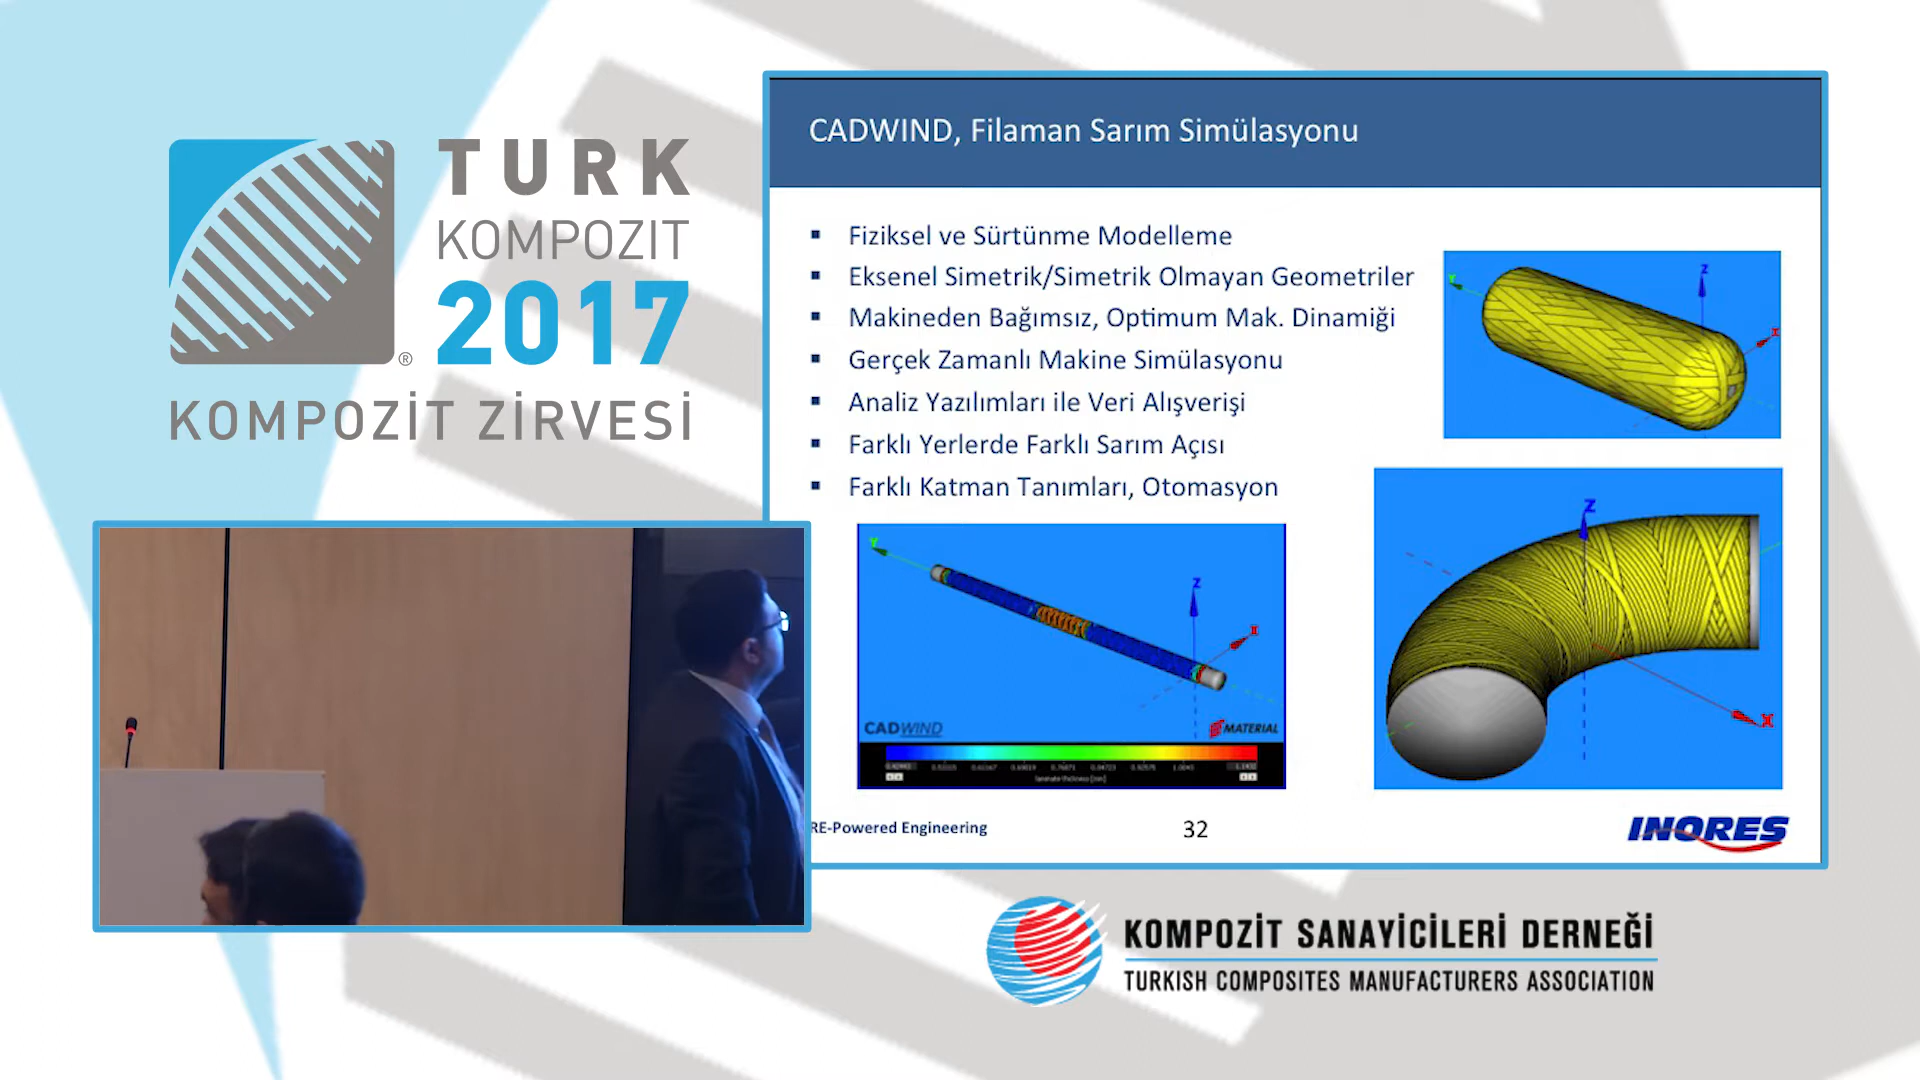 TURK
KOMPOZIT
2017
®
KOMPOZİT ZİRVESİ
CADWIND, Filaman Sarım Simülasyonu
▪ Fiziksel ve Sürtünme Modelleme
▪ Eksenel Simetrik/Simetrik Olmayan Geometriler
▪ Makineden Bağımsız, Optimum Mak. Dinamiği
▪ Gerçek Zamanlı Makine Simülasyonu
▪ Analiz Yazılımları ile Veri Alışverişi
▪ Farklı Yerlerde Farklı Sarım Açısı
▪ Farklı Katman Tanımları, Otomasyon
Y
Z
X
Z
X
Y
Z
X
CADWIND
MATERIAL
laminate thickness [mm]
RE-Powered Engineering
32
INORES
KOMPOZİT SANAYİCİLERİ DERNEĞİ
TURKISH COMPOSITES MANUFACTURERS ASSOCIATION